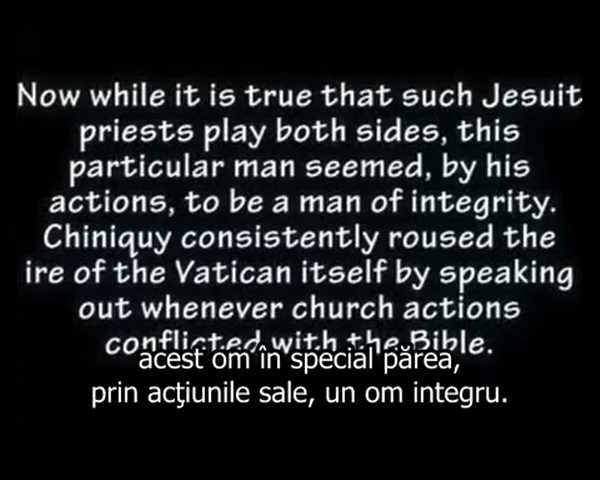 Now while it is true that such Jesuit
priests play both sides, this
particular man seemed, by his
actions, to be a man of integrity.
Chiniquy consistently roused the
ire of the Vatican itself by speaking
out whenever church actions
conflicted with the Bible.
acest om în special părea,
prin acţiunile sale, un om integru.